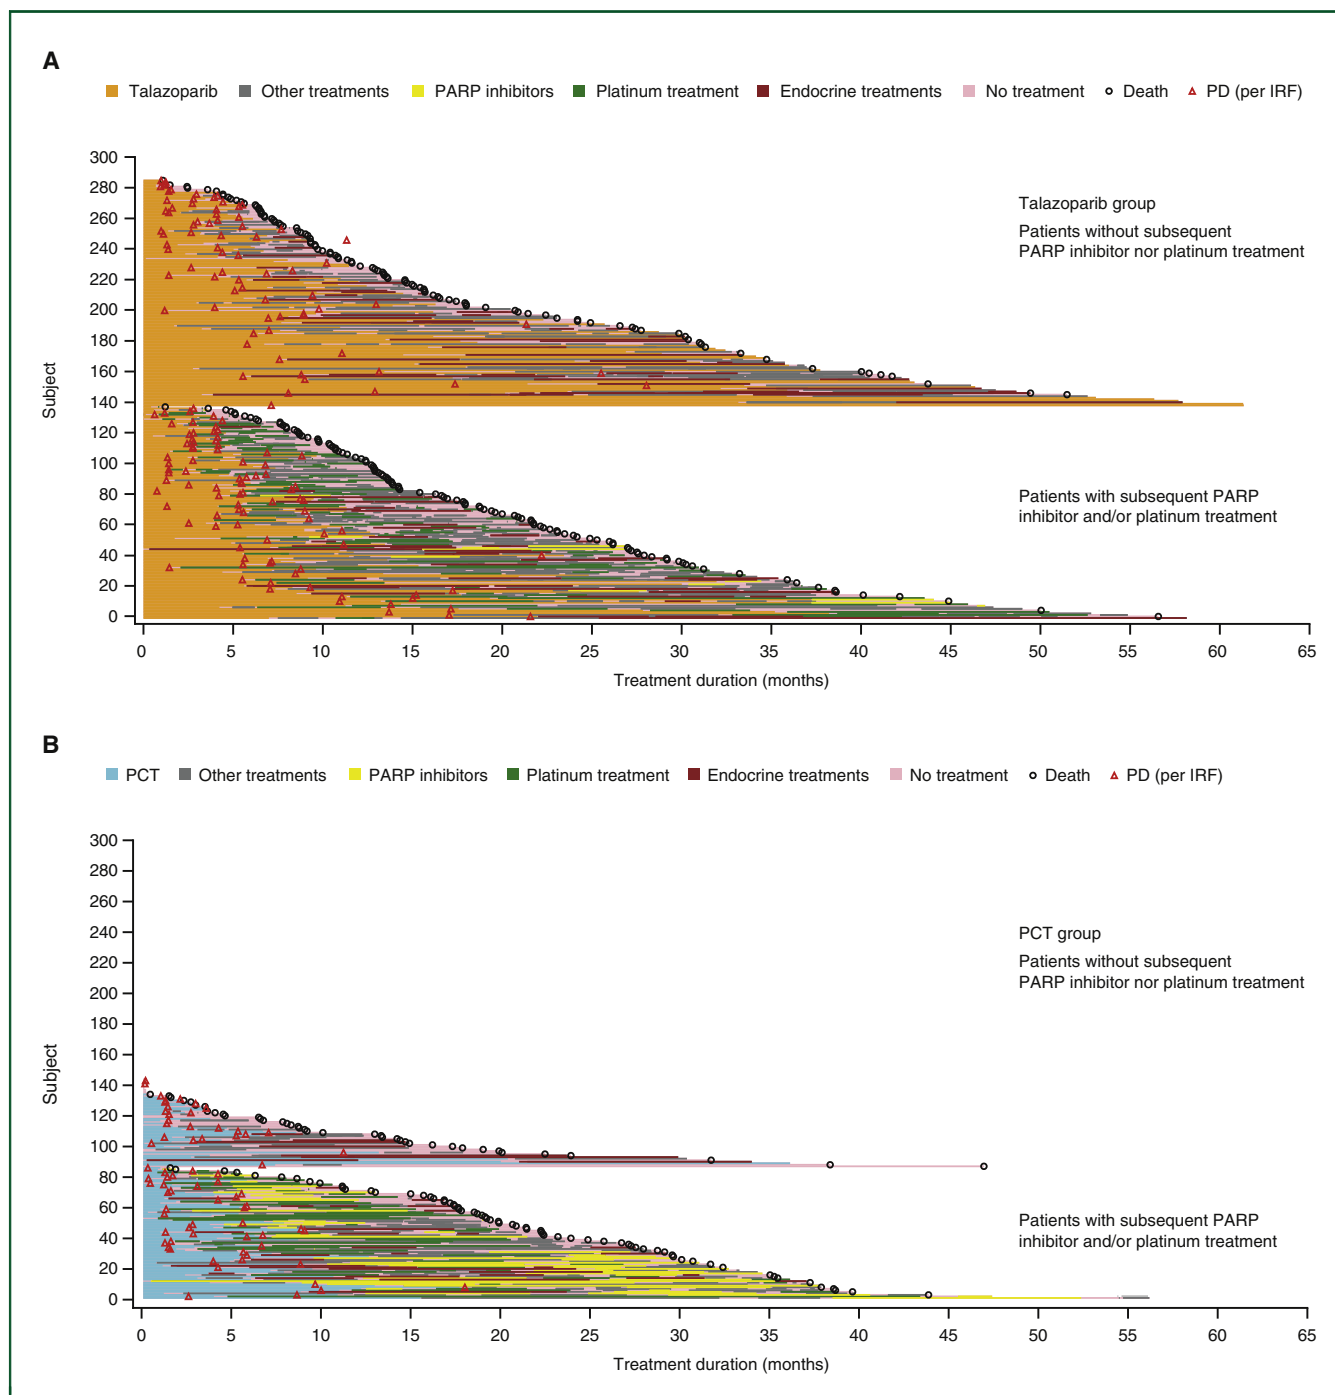 A
Talazoparib Other treatments PARP inhibitors Platinum treatment Endocrine treatments No treatment Death PD (per IRF)
300
280
260
240
220
200
180
160
140
120
100
80
60
40
20
0
Subject
Talazoparib group
Patients without subsequent
PARP inhibitor nor platinum treatment
Patients with subsequent PARP
inhibitor and/or platinum treatment
0 5 10 15 20 25 30 35 40 45 50 55 60 65
Treatment duration (months)
B
PCT Other treatments PARP inhibitors Platinum treatment Endocrine treatments No treatment Death PD (per IRF)
300
280
260
240
220
200
180
160
140
120
100
80
60
40
20
0
Subject
PCT group
Patients without subsequent
PARP inhibitor nor platinum treatment
Patients with subsequent PARP
inhibitor and/or platinum treatment
0 5 10 15 20 25 30 35 40 45 50 55 60 65
Treatment duration (months)